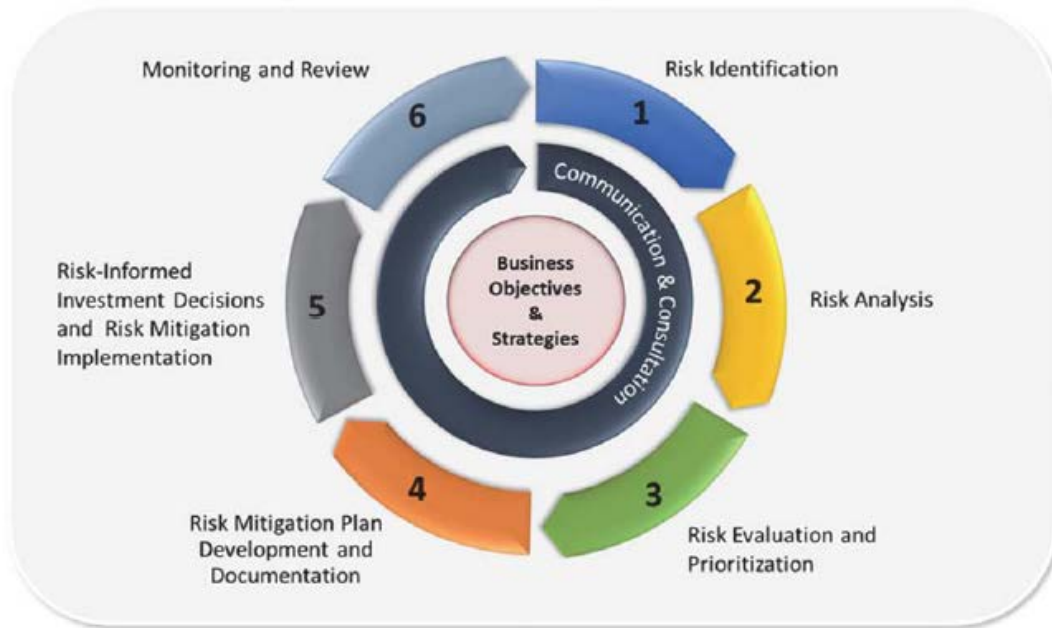 1
Risk Identification
2
Risk Analysis
3
Risk Evaluation and
Prioritization
4
Risk Mitigation Plan
Development and
Documentation
5
Risk-Informed
Investment Decisions
and Risk Mitigation
Implementation
6
Monitoring and Review
Communication & Consultation
Business
Objectives
&
Strategies